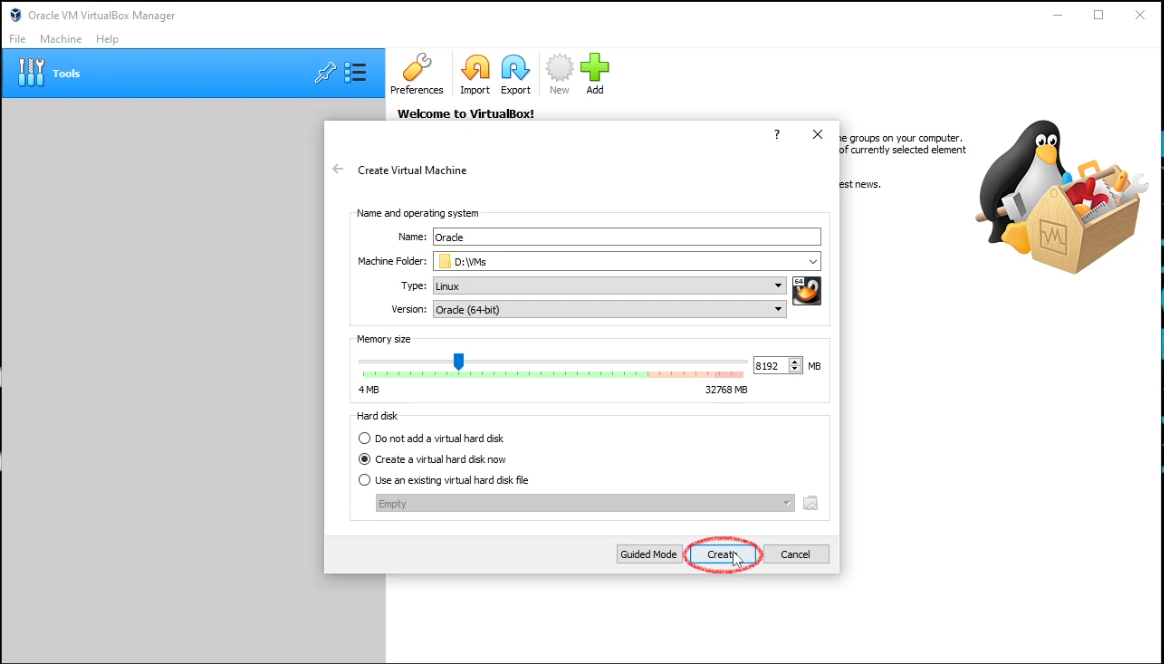 Oracle VM VirtualBox Manager
File Machine Help
Tools
Preferences Import Export New Add
Welcome to VirtualBox!
groups on your computer.
of currently selected element
news.
?
Create Virtual Machine
Name and operating system
Name: Oracle
Machine Folder: D:\VMs
Type: Linux
64
Version: Oracle (64-bit)
Memory size
8192 MB
4 MB 32768 MB
Hard disk
Do not add a virtual hard disk
Create a virtual hard disk now
Use an existing virtual hard disk file
Empty
Guided Mode Create Cancel